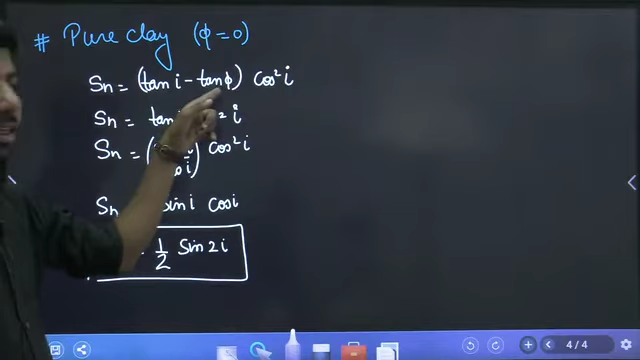 # Pure clay (ϕ = 0)
Sn = (tan i - tan ϕ) cos² i
Sn = tan i
Sn = ( ) cos² i
Sn sin i cos i
1/2 Sin 2i
4 / 4